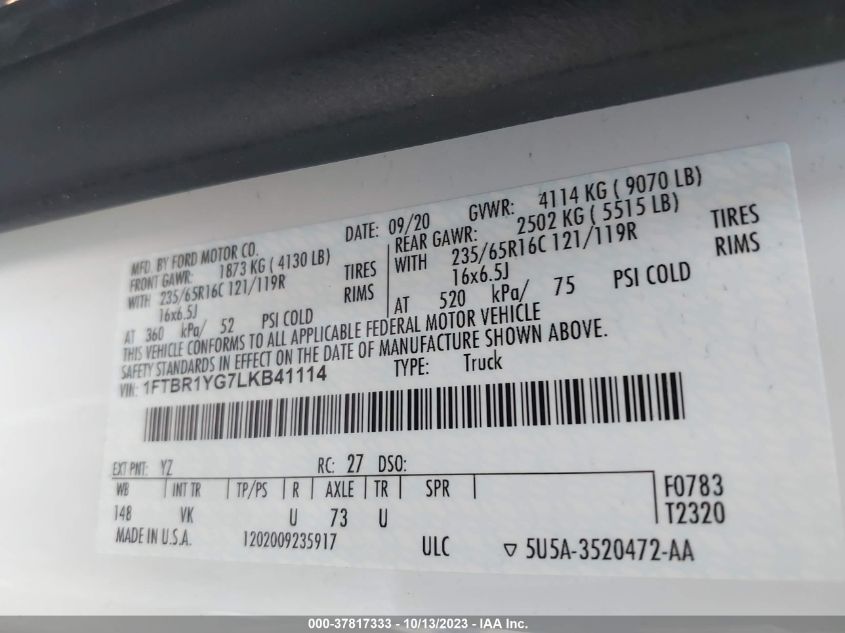 MFD. BY FORD MOTOR CO. DATE: 09/20 GVWR: 4114 KG ( 9070 LB)
FRONT GAWR: 1873 KG ( 4130 LB) REAR GAWR: 2502 KG ( 5515 LB)
WITH 235/65R16C 121/119R TIRES WITH 235/65R16C 121/119R TIRES
16x6.5J RIMS 16x6.5J RIMS
AT 360 kPa/ 52 PSI COLD AT 520 kPa/ 75 PSI COLD
THIS VEHICLE CONFORMS TO ALL APPLICABLE FEDERAL MOTOR VEHICLE
SAFETY STANDARDS IN EFFECT ON THE DATE OF MANUFACTURE SHOWN ABOVE.
VIN: 1FTBR1YG7LKB41114 TYPE: Truck
EXT PNT: YZ RC: 27 DSO:
WB INT TR TP/PS R AXLE TR SPR F0783
148 VK U 73 U T2320
MADE IN U.S.A. 1202009235917 ULC ▽ 5U5A-3520472-AA
000-37817333 - 10/13/2023 - IAA Inc.